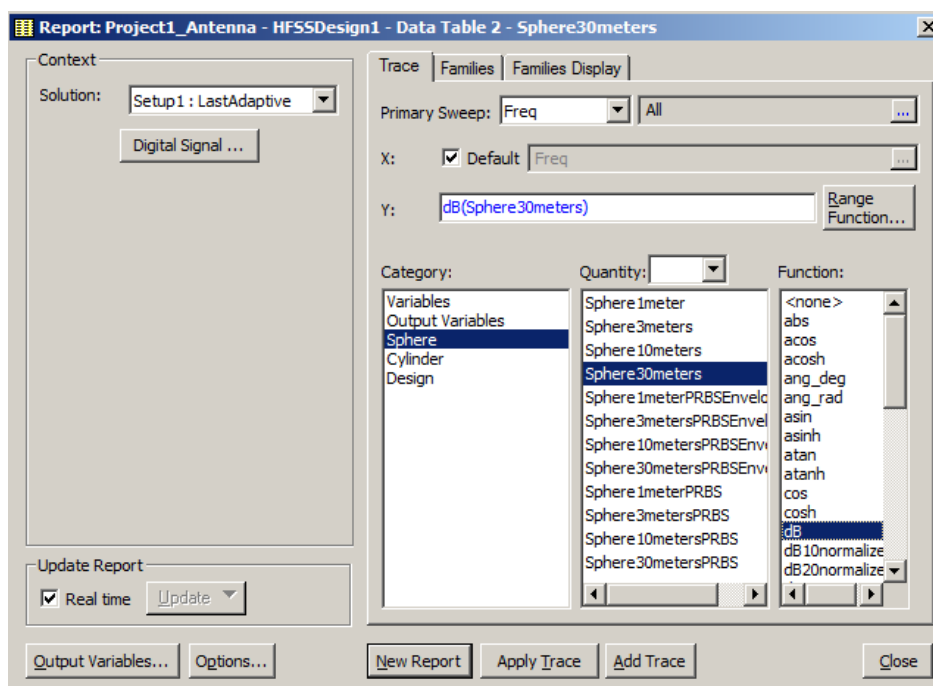 Report: Project1_Antenna - HFSSDesign1 - Data Table 2 - Sphere30meters
Context
Solution:
Setup1 : LastAdaptive
Digital Signal ...
Update Report
Real time
Update
Output Variables...
Options...
Trace
Families
Families Display
Primary Sweep:
Freq
All
...
X:
Default
Freq
...
Y:
dB(Sphere30meters)
Range
Function...
Category:
Variables
Output Variables
Sphere
Cylinder
Design
Quantity:
Sphere1meter
Sphere3meters
Sphere10meters
Sphere30meters
Sphere1meterPRBSEnvelo
Sphere3metersPRBSEnvel
Sphere10metersPRBSEnv
Sphere30metersPRBSEnv
Sphere1meterPRBS
Sphere3metersPRBS
Sphere10metersPRBS
Sphere30metersPRBS
Function:
<none>
abs
acos
acosh
ang_deg
ang_rad
asin
asinh
atan
atanh
cos
cosh
dB
dB10normalize
dB20normalize
New Report
Apply Trace
Add Trace
Close